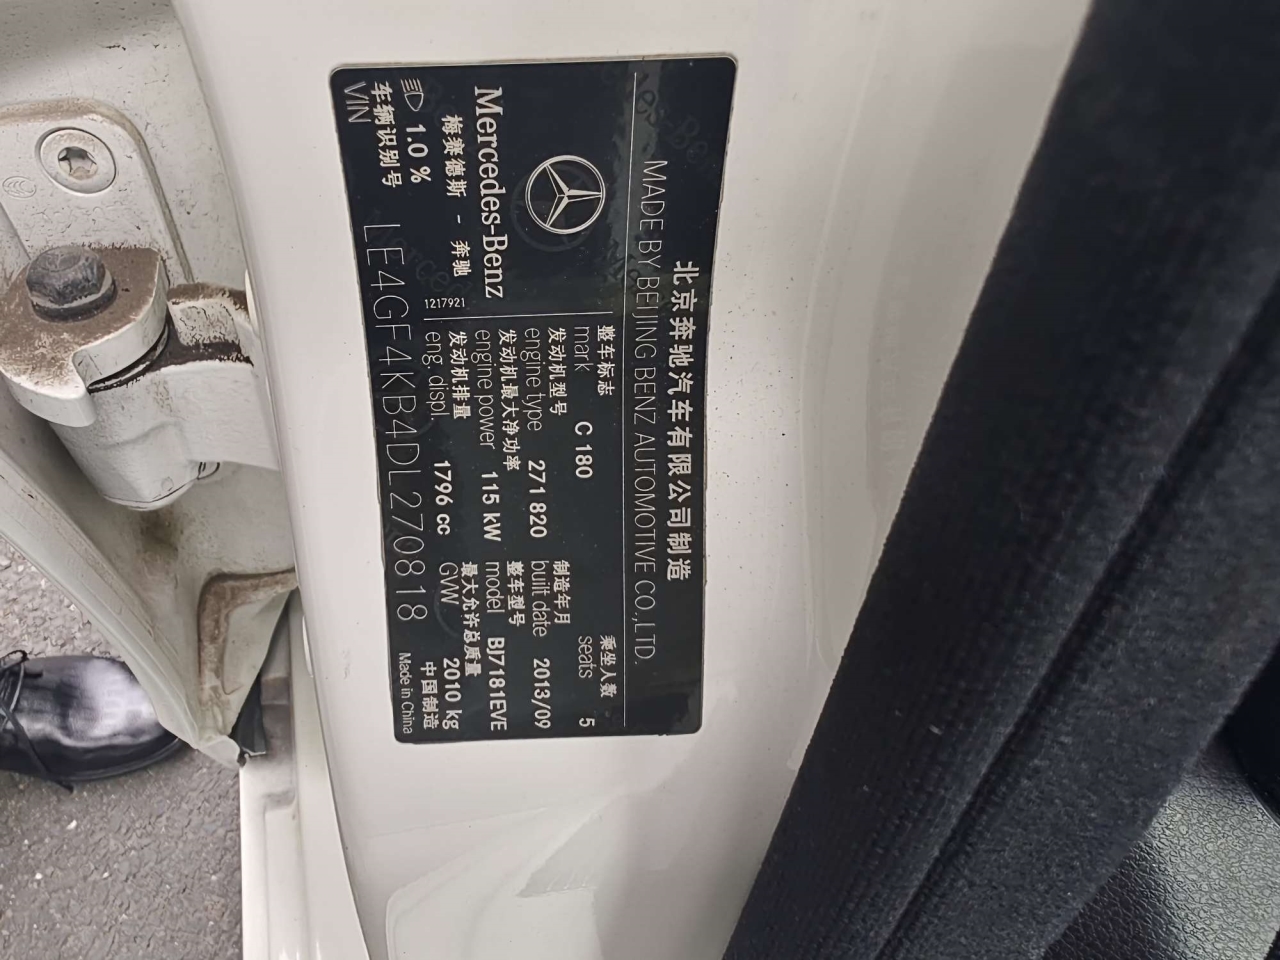 北京奔驰汽车有限公司制造
MADE BY BEIJING BENZ AUTOMOTIVE CO.,LTD.
Mercedes-Benz
梅赛德斯 - 奔驰
1.0 %
1217921
整车标志
mark C 180
乘坐人数
seats 5
发动机型号
engine type 271 820
制造年月
built date 2013/09
发动机最大净功率
engine power 115 kW
整车型号
model BJ7181EVE
发动机排量
eng. displ. 1796 cc
最大允许总质量
GVW 2010 kg
车辆识别号
VIN LE4GF4KB4DL270818
中国制造
Made in China